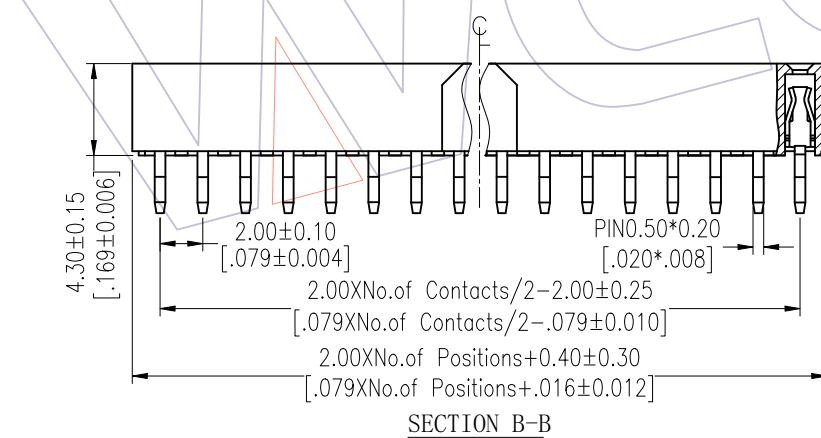 CL
4.30±0.15
[.169±0.006]
2.00±0.10
[.079±0.004]
PIN0.50*0.20
[.020*.008]
2.00XNo.of Contacts/2-2.00±0.25
[.079XNo.of Contacts/2-.079±0.010]
2.00XNo.of Positions+0.40±0.30
[.079XNo.of Positions+.016±0.012]
SECTION B-B